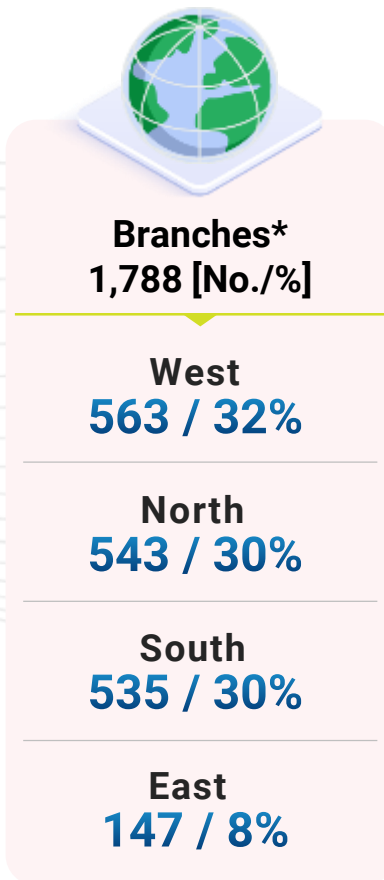 Branches*
1,788 [No./%]
West
563 / 32%
North
543 / 30%
South
535 / 30%
East
147 / 8%